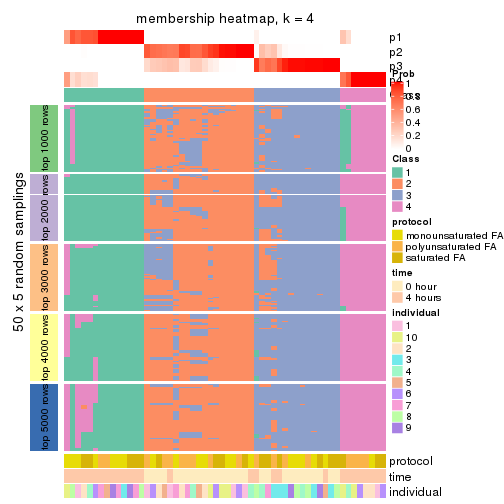 membership heatmap, k = 4
p1
p2
p3
p4
Prob
1
0.8
0.6
0.4
0.2
0
Class
1
2
3
4
protocol
monounsaturated FA
polyunsaturated FA
saturated FA
time
0 hour
4 hours
individual
1
10
2
3
4
5
6
7
8
9
50 x 5 random samplings
top 1000 rows
top 2000 rows
top 3000 rows
top 4000 rows
top 5000 rows
protocol
time
individual